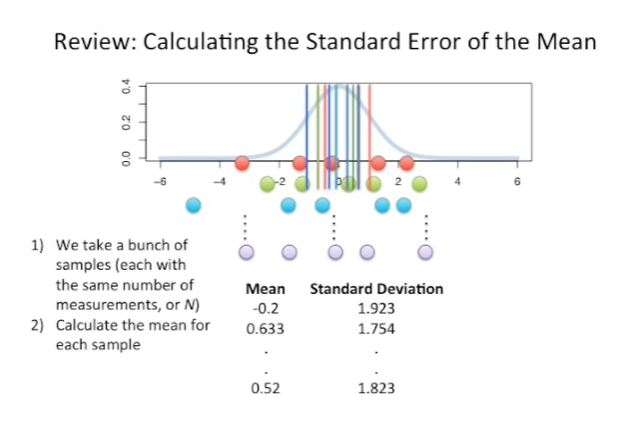 Review: Calculating the Standard Error of the Mean
0.4
0.2
0.0
-6 -4 -2 0 2 4 6
1) We take a bunch of
samples (each with
the same number of
measurements, or N)
2) Calculate the mean for
each sample
Mean Standard Deviation
-0.2 1.923
0.633 1.754
. .
. .
0.52 1.823